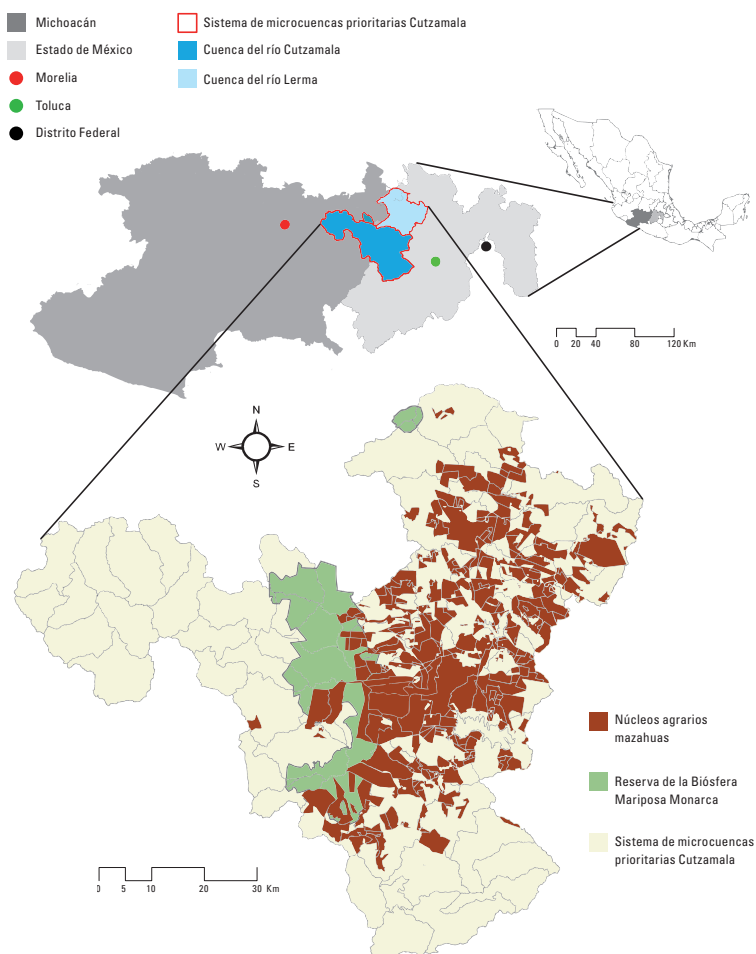 Michoacán
Estado de México
Morelia
Toluca
Distrito Federal
Sistema de microcuencas prioritarias Cutzamala
Cuenca del río Cutzamala
Cuenca del río Lerma
0 20 40 80 120 Km
N
W E
S
Núcleos agrarios
mazahuas
Reserva de la Biósfera
Mariposa Monarca
Sistema de microcuencas
prioritarias Cutzamala
0 5 10 20 30 Km